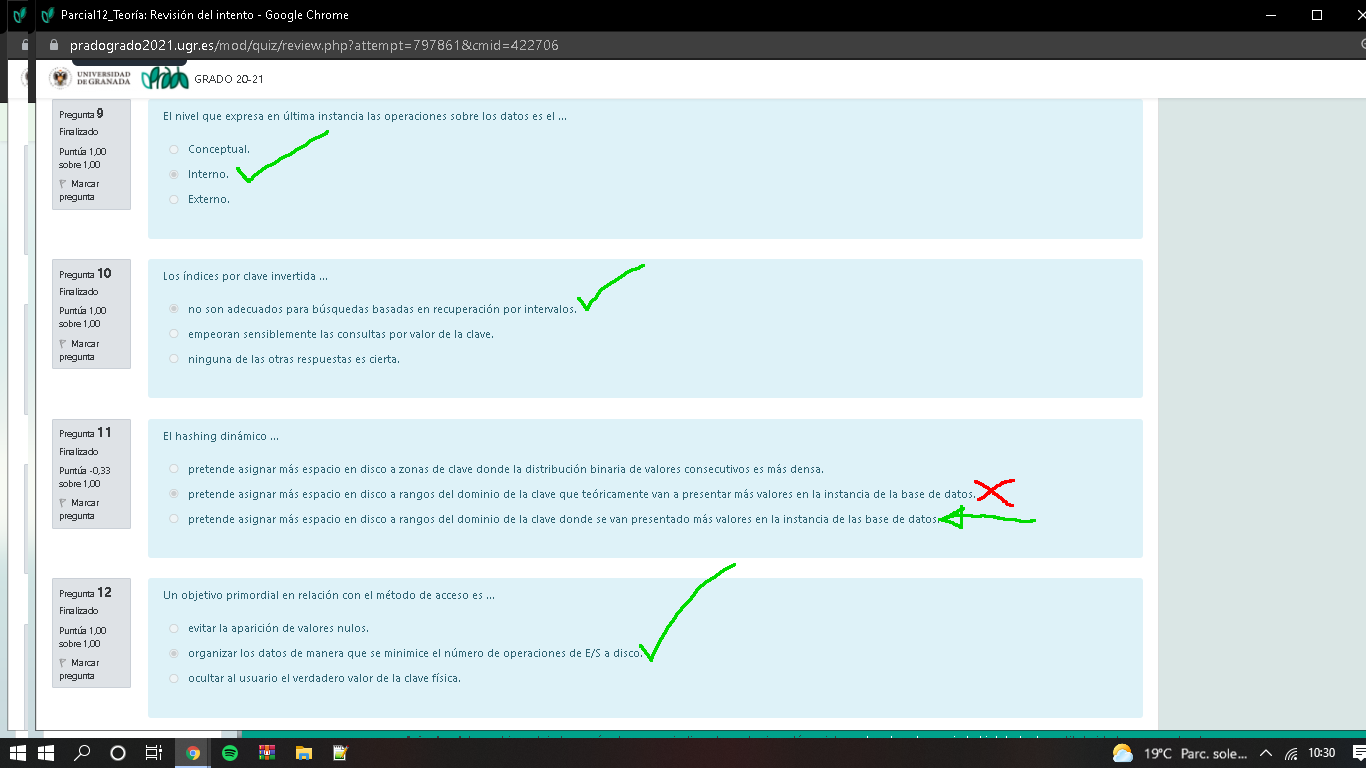 Parcial12_Teoría: Revisión del intento - Google Chrome
pradogrado2021.ugr.es/mod/quiz/review.php?attempt=797861&cmid=422706
UNIVERSIDAD
DE GRANADA
prado
GRADO 20-21
Pregunta 9
Finalizado
Puntúa 1,00
sobre 1,00
Marcar
pregunta
El nivel que expresa en última instancia las operaciones sobre los datos es el ...
Conceptual.
Interno.
Externo.
Pregunta 10
Finalizado
Puntúa 1,00
sobre 1,00
Marcar
pregunta
Los índices por clave invertida ...
no son adecuados para búsquedas basadas en recuperación por intervalos.
empeoran sensiblemente las consultas por valor de la clave.
ninguna de las otras respuestas es cierta.
Pregunta 11
Finalizado
Puntúa -0,33
sobre 1,00
Marcar
pregunta
El hashing dinámico ...
pretende asignar más espacio en disco a zonas de clave donde la distribución binaria de valores consecutivos es más densa.
pretende asignar más espacio en disco a rangos del dominio de la clave que teóricamente van a presentar más valores en la instancia de la base de datos.
pretende asignar más espacio en disco a rangos del dominio de la clave donde se van presentado más valores en la instancia de las base de datos.
Pregunta 12
Finalizado
Puntúa 1,00
sobre 1,00
Marcar
pregunta
Un objetivo primordial en relación con el método de acceso es ...
evitar la aparición de valores nulos.
organizar los datos de manera que se minimice el número de operaciones de E/S a disco.
ocultar al usuario el verdadero valor de la clave física.
19°C Parc. sole...
10:30